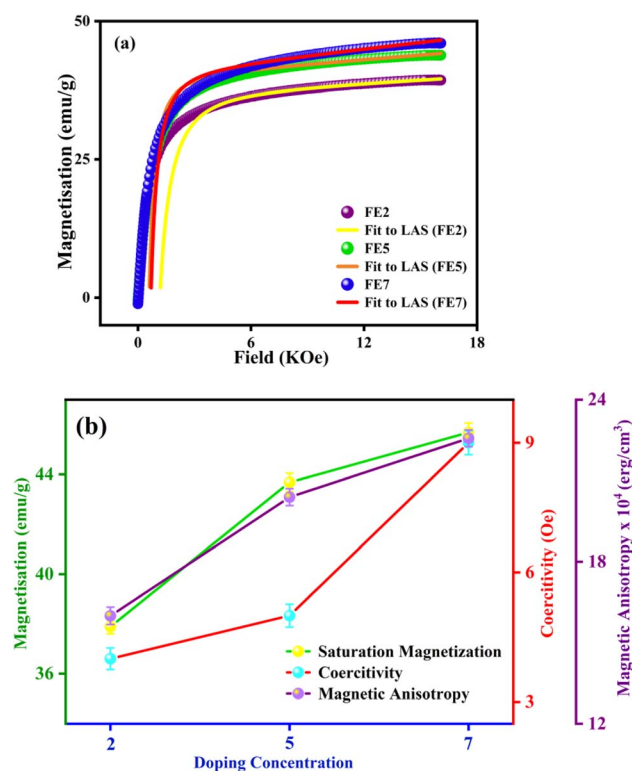 (a)
50
25
0
Magnetisation (emu/g)
FE2
Fit to LAS (FE2)
FE5
Fit to LAS (FE5)
FE7
Fit to LAS (FE7)
0
6
12
18
Field (KOe)
(b)
44
40
36
Magnetisation (emu/g)
9
6
3
Coercitivity (Oe)
24
18
12
Magnetic Anisotropy x 10⁴ (erg/cm³)
Saturation Magnetization
Coercitivity
Magnetic Anisotropy
2
5
7
Doping Concentration